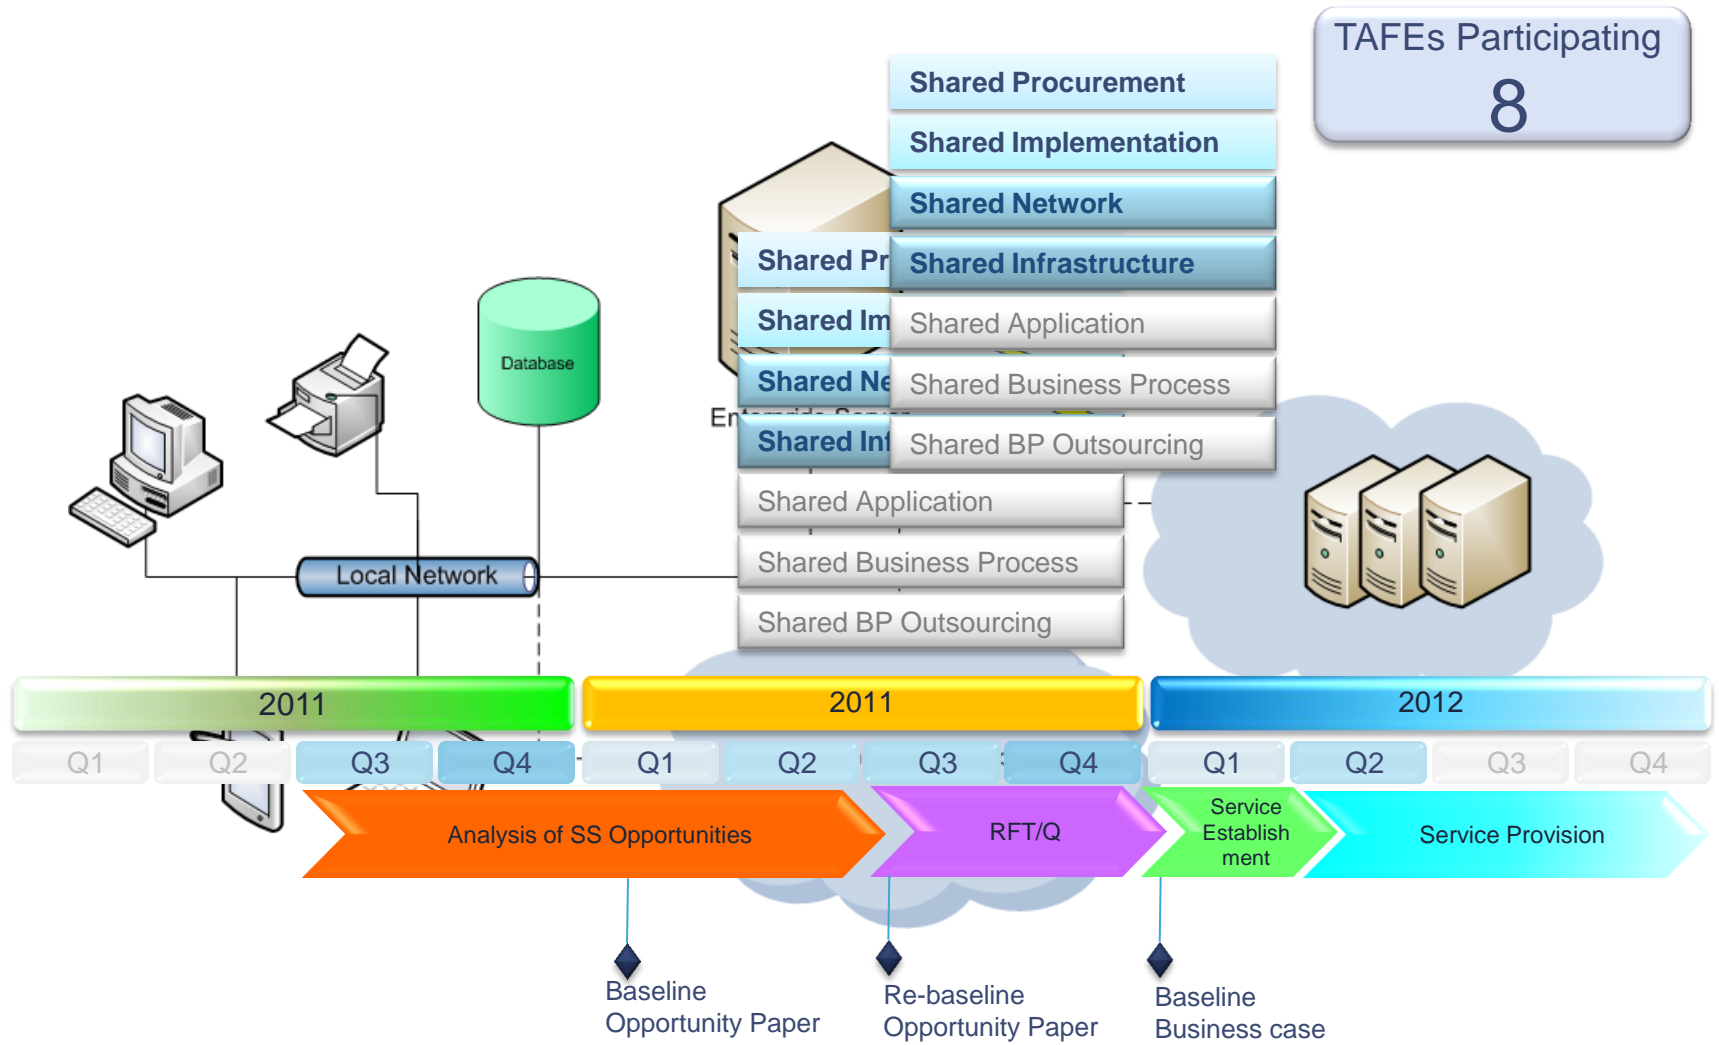 TAFEs Participating
8
Shared Procurement
Shared Implementation
Shared Network
Shared Infrastructure
Shared Application
Shared Business Process
Shared BP Outsourcing
Shared Pr
Shared Im
Shared Ne
Shared Inf
Shared Application
Shared Business Process
Shared BP Outsourcing
Database
Local Network
2011
2011
2012
Q1
Q2
Q3
Q4
Q1
Q2
Q3
Q4
Q1
Q2
Q3
Q4
Analysis of SS Opportunities
RFT/Q
Service
Establish
ment
Service Provision
Baseline
Opportunity Paper
Re-baseline
Opportunity Paper
Baseline
Business case